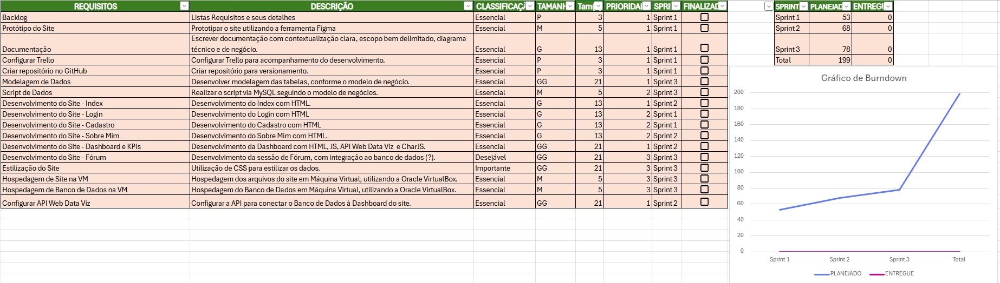 REQUISITOS DESCRIÇÃO CLASSIFICAÇÃ TAMANH Tam( PRIORIDAI SPRI FINALIZAD
Backlog Listas Requisitos e seus detalhes Essencial P 3 1 Sprint 1
Protótipo do Site Prototipar o site utilizando a ferramenta Figma Essencial M 5 1 Sprint 1
Escrever documentação com contextualização clara, escopo bem delimitado, diagrama
Documentação técnico e de negócio. Essencial G 13 1 Sprint 1
Configurar Trello Configurar Trello para acompanhamento do desenvolvimento. Essencial P 3 1 Sprint 1
Criar repositório no GitHub Criar repositório para versionamento. Essencial P 3 1 Sprint 1
Modelagem de Dados Desenvolver modelagem das tabelas, conforme o modelo de negócio. Essencial GG 21 1 Sprint 3
Script de Dados Realizar o script via MySQL seguindo o modelo de negócios. Essencial M 5 2 Sprint 3
Desenvolvimento do Site - Index Desenvolvimento do Index com HTML. Essencial G 13 1 Sprint 2
Desenvolvimento do Site - Login Desenvolvimento do Login com HTML Essencial G 13 2 Sprint 1
Desenvolvimento do Site - Cadastro Desenvolvimento do Cadastro com HTML Essencial G 13 2 Sprint 1
Desenvolvimento do Site - Sobre Mim Desenvolvimento do Sobre Mim com HTML. Essencial G 13 2 Sprint 2
Desenvolvimento do Site - Dashboard e KPIs Desenvolvimento da Dashboard com HTML, JS, API Web Data Viz e CharJS. Essencial GG 21 1 Sprint 2
Desenvolvimento do Site - Fórum Desenvolvimento da sessão de Fórum, com integração ao banco de dados (?). Desejável GG 21 3 Sprint 3
Estilização do Site Utilização de CSS para estilizar os dados. Importante GG 21 3 Sprint 3
Hospedagem de Site na VM Hospedagem dos arquivos do site em Máquina Virtual, utilizando a Oracle VirtualBox. Essencial M 5 3 Sprint 3
Hospedagem de Banco de Dados na VM Hospedagem do Banco de Dados em Máquina Virtual, utilizando a Oracle VirtualBox. Essencial M 5 3 Sprint 3
Configurar API Web Data Viz Configurar a API para conectar o Banco de Dados à Dashboard do site. Essencial GG 21 1 Sprint 2
SPRINT PLANEJAD ENTREGU
Sprint 1 53 0
Sprint 2 68 0
Sprint 3 78 0
Total 199 0
Gráfico de Burndown
200
180
160
140
120
100
80
60
40
20
0
Sprint 1 Sprint 2 Sprint 3 Total
PLANEJADO ENTREGUE